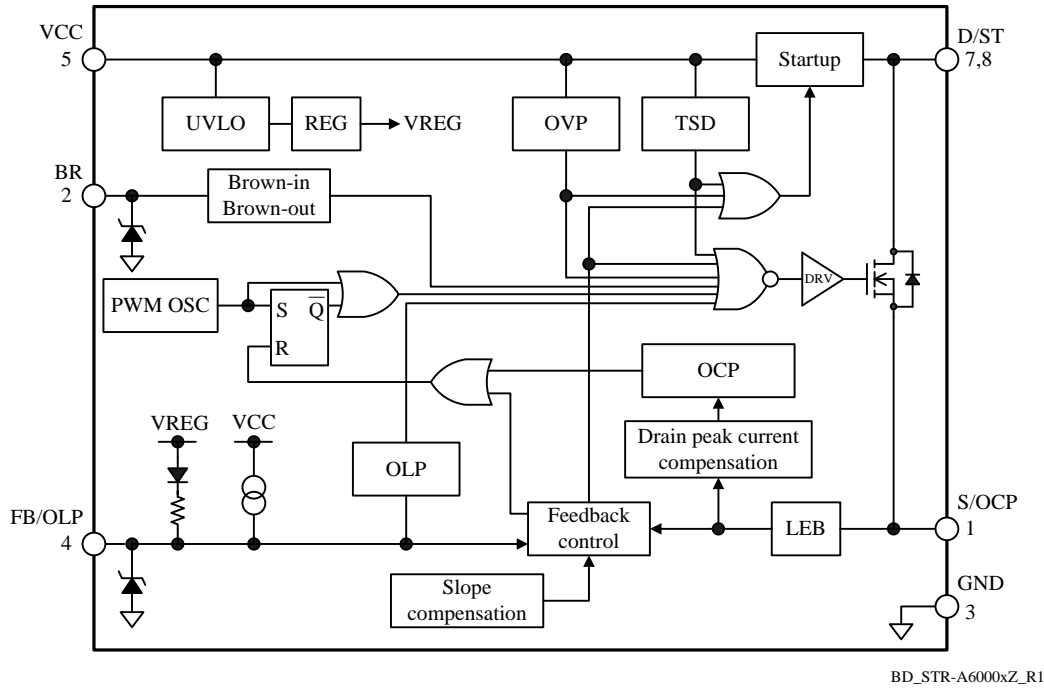 VCC
5
D/ST
7,8
Startup
UVLO
REG
VREG
OVP
TSD
BR
2
Brown-in
Brown-out
PWM OSC
S
Q̅
R
DRV
OCP
VREG
VCC
OLP
Drain peak current
compensation
FB/OLP
4
Feedback
control
LEB
S/OCP
1
Slope
compensation
GND
3
BD_STR-A6000xZ_R1